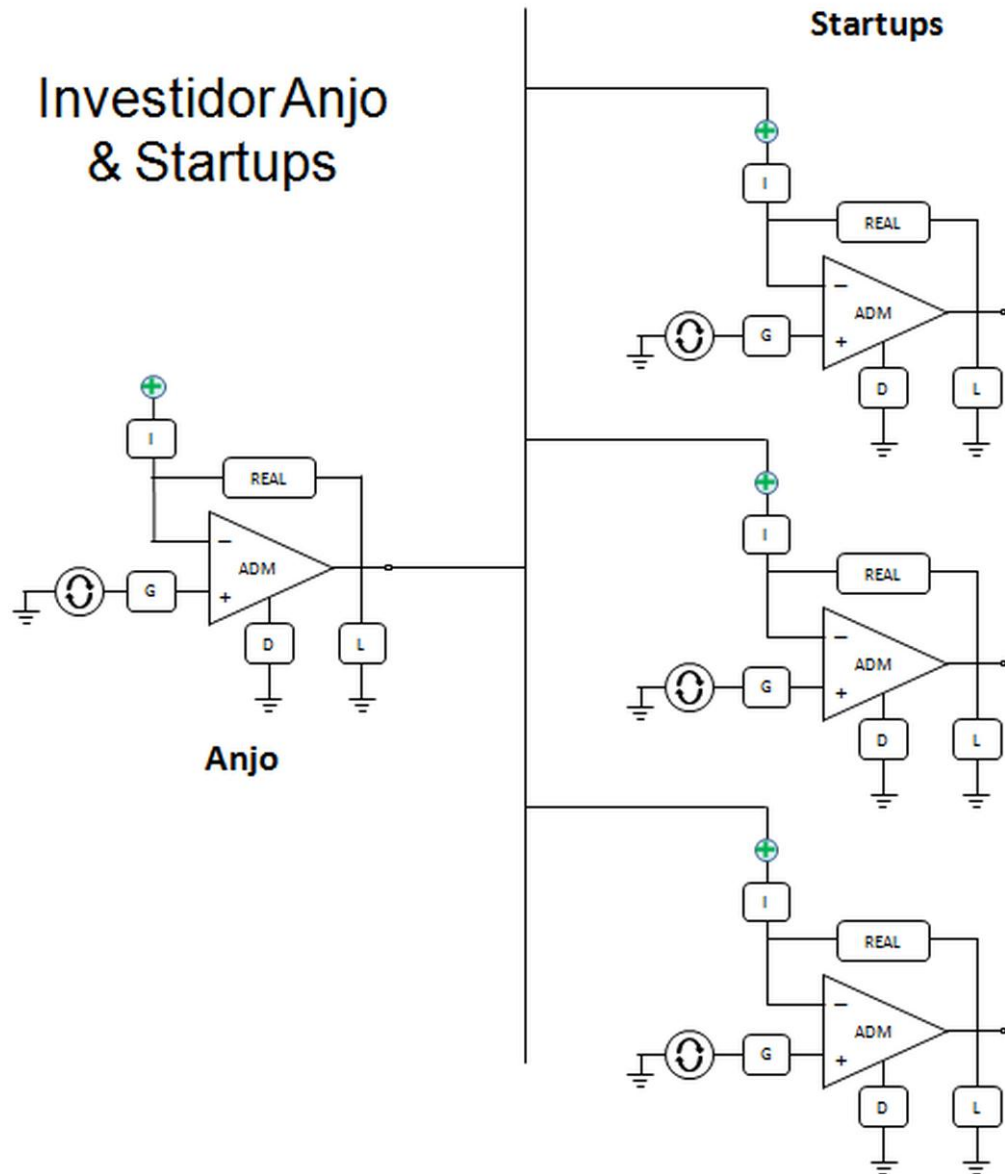 Startups
Investidor Anjo
& Startups
I
REAL
−
ADM
G
+
D
L
I
REAL
−
ADM
G
+
D
L
Anjo
I
REAL
−
ADM
G
+
D
L
I
REAL
−
ADM
G
+
D
L